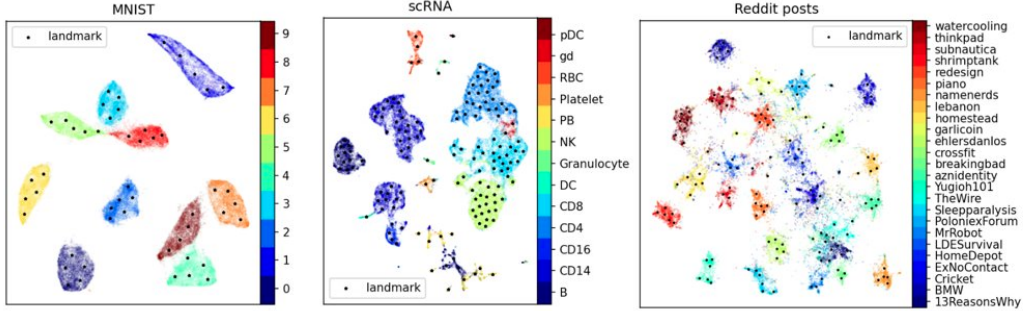 MNIST
landmark
9
8
7
6
5
4
3
2
1
0
scRNA
pDC
gd
RBC
Platelet
PB
NK
Granulocyte
DC
CD8
CD4
CD16
CD14
B
landmark
Reddit posts
landmark
watercooling
thinkpad
subnautica
shrimptank
redesign
piano
namenerds
lebanon
homestead
garlicoin
ehlersdanlos
crossfit
breakingbad
aznidentity
Yugioh101
TheWire
Sleepparalysis
PoloniexForum
MrRobot
LDESurvival
HomeDepot
ExNoContact
Cricket
BMW
13ReasonsWhy